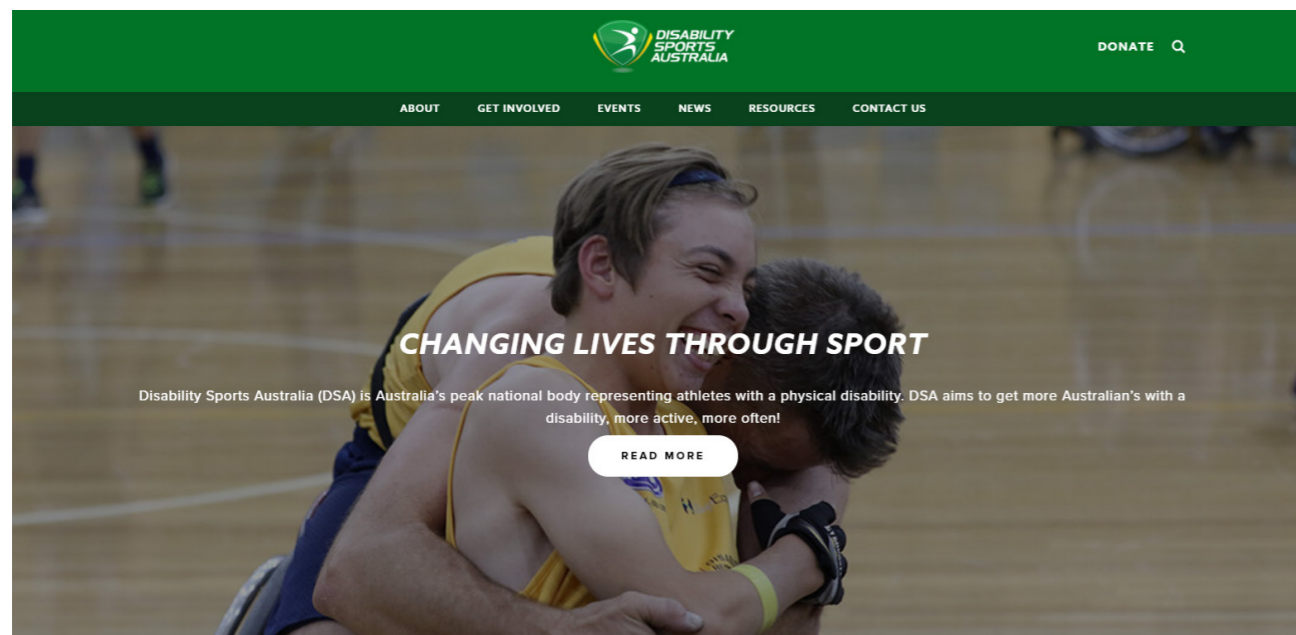 DISABILITY
SPORTS
AUSTRALIA
DONATE
ABOUT GET INVOLVED EVENTS NEWS RESOURCES CONTACT US
CHANGING LIVES THROUGH SPORT
Disability Sports Australia (DSA) is Australia's peak national body representing athletes with a physical disability. DSA aims to get more Australian's with a
disability, more active, more often!
READ MORE